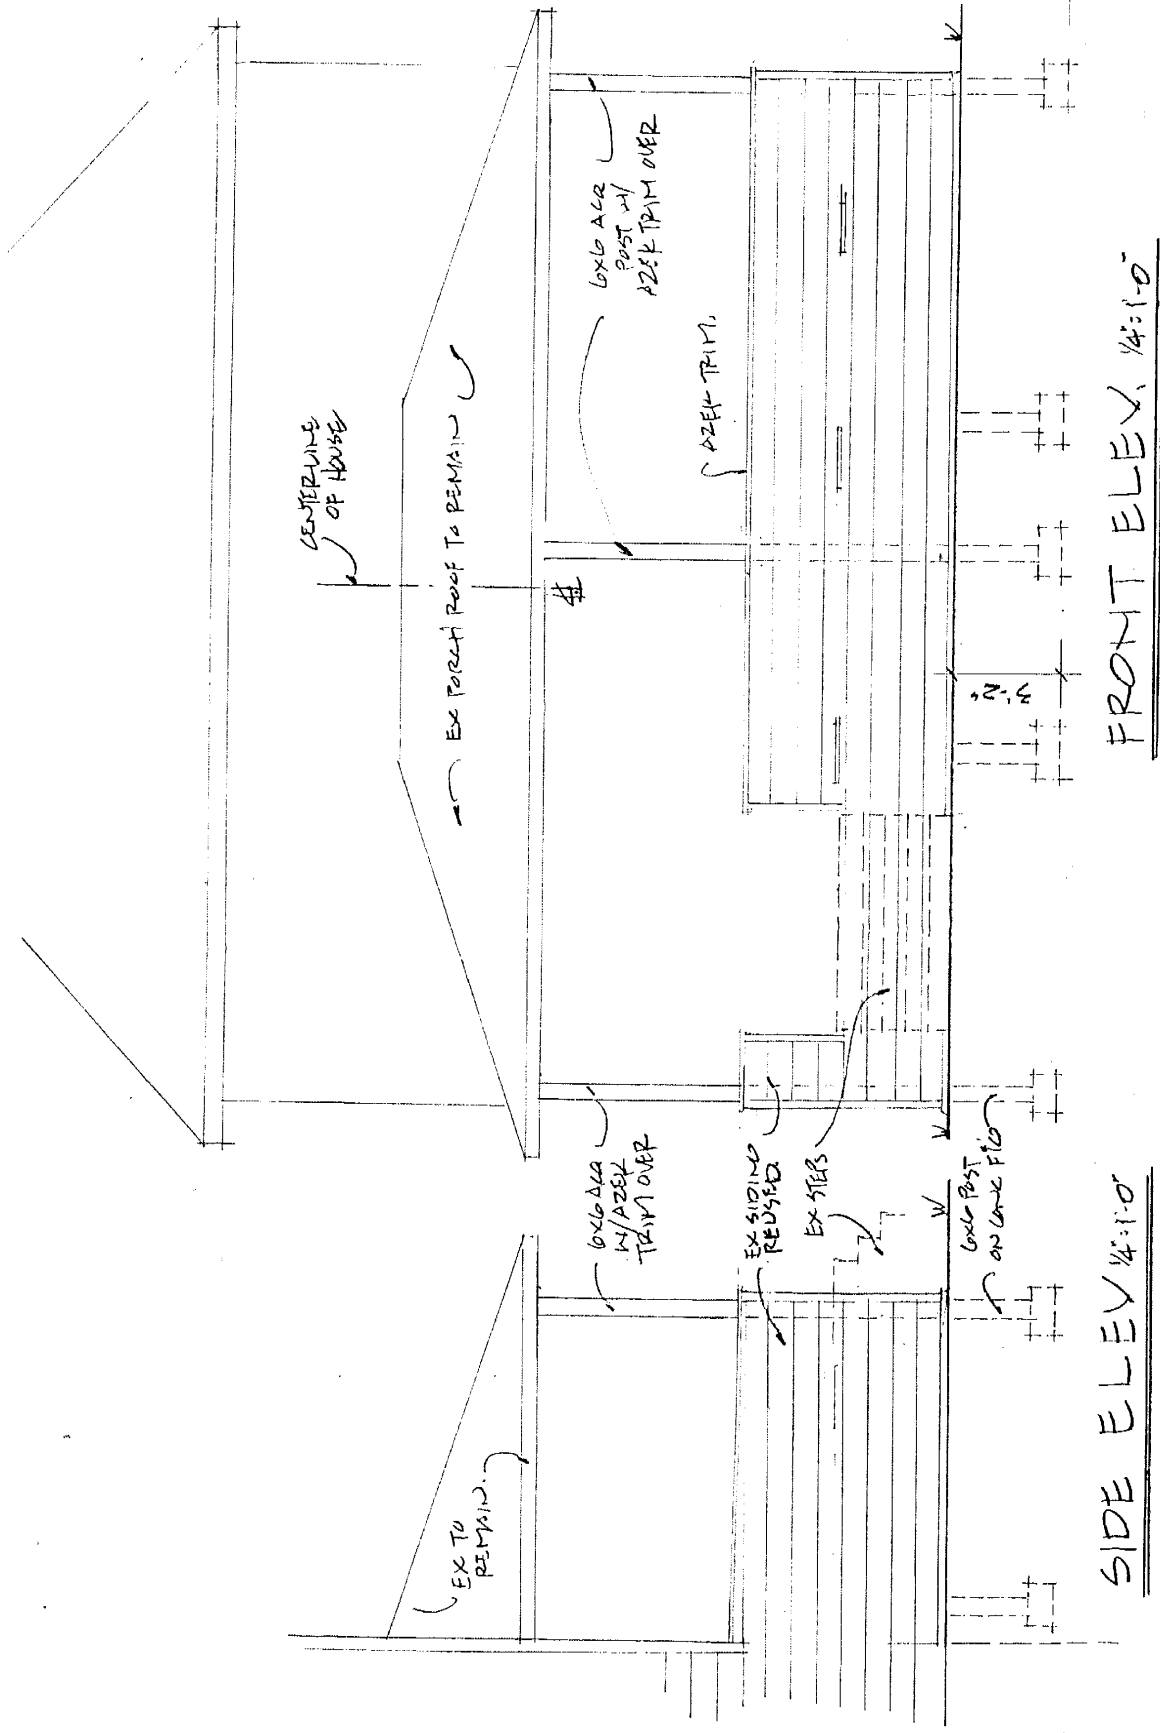 CENTERLINE
OF HOUSE
EX PORCH ROOF TO REMAIN
6x6 ACQ
POST W/
AZEK TRIM OVER
AZEK TRIM.
3'-2"
FRONT ELEV. 1/4"=1'-0"
EX TO
REMAIN.
6x6 ACQ
W/AZEK
TRIM OVER
EX SIDING
REUSED.
EX STEPS
6x6 POST
ON CONC FTG
SIDE ELEV 1/4"=1'-0"